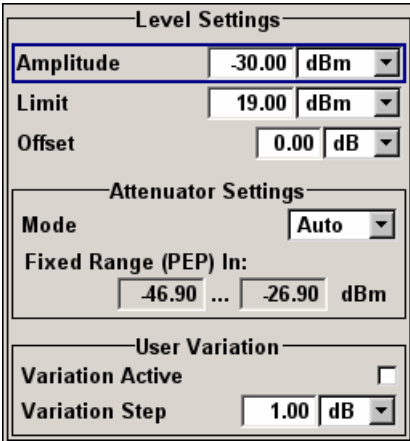 Level Settings
Amplitude -30.00 dBm
Limit 19.00 dBm
Offset 0.00 dB
Attenuator Settings
Mode Auto
Fixed Range (PEP) In:
-46.90 ... -26.90 dBm
User Variation
Variation Active
Variation Step 1.00 dB